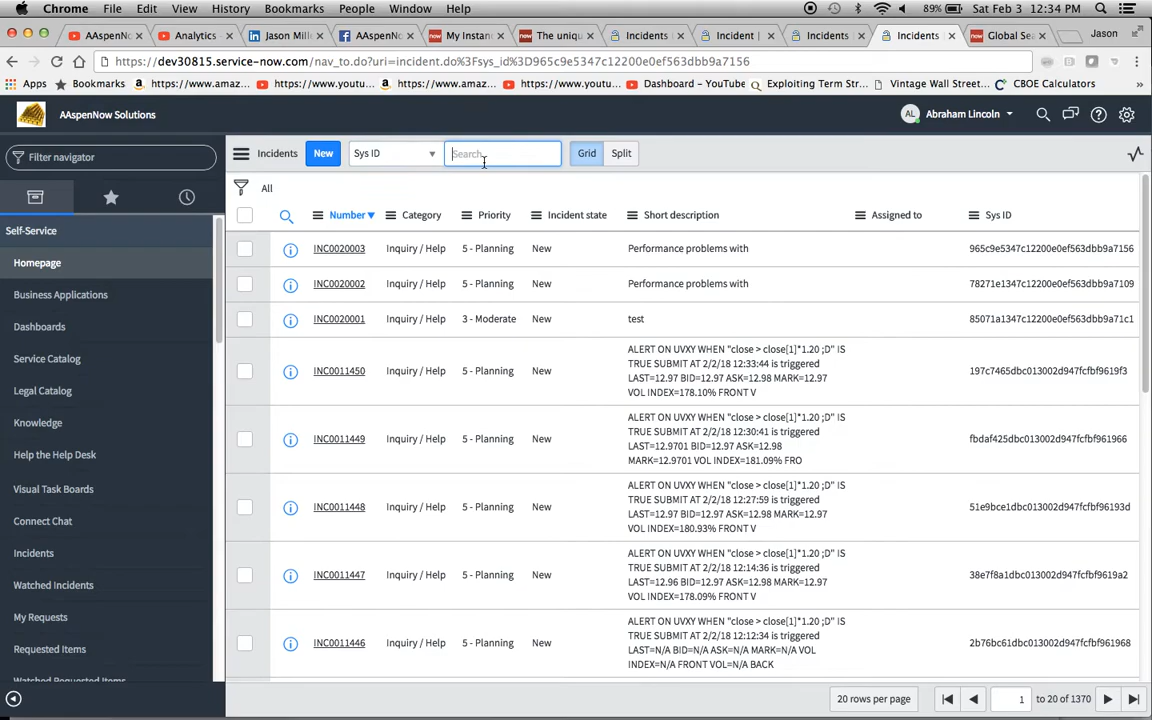 Chrome File Edit View History Bookmarks People Window Help 89% Sat Feb 3 12:34 PM
AAspenNo Analytics - Jason Mill AAspenNo My Instan The uniqu Incidents Incident | Incidents Incidents Global Sea Jason
https://dev30815.service-now.com/nav_to.do?uri=incident.do%3Fsys_id%3D965c9e5347c12200e0ef563dbb9a7156
Apps Bookmarks https://www.amaz... https://www.youtu... https://www.amaz... https://www.youtu... Dashboard - YouTube Exploiting Term Str... Vintage Wall Street... CBOE Calculators
AAspenNow Solutions AL Abraham Lincoln
Filter navigator
Incidents New Sys ID Search Grid Split
All
Number Category Priority Incident state Short description Assigned to Sys ID
INC0020003 Inquiry / Help 5 - Planning New Performance problems with 965c9e5347c12200e0ef563dbb9a7156
INC0020002 Inquiry / Help 5 - Planning New Performance problems with 78271e1347c12200e0ef563dbb9a7109
INC0020001 Inquiry / Help 3 - Moderate New test 85071a1347c12200e0ef563dbb9a71c1
ALERT ON UVXY WHEN "close > close[1]*1.20 ;D" IS
TRUE SUBMIT AT 2/2/18 12:33:44 is triggered
INC0011450 Inquiry / Help 5 - Planning New LAST=12.97 BID=12.97 ASK=12.98 MARK=12.97 197c7465dbc013002d947fcfbf9619f3
VOL INDEX=178.10% FRONT V
ALERT ON UVXY WHEN "close > close[1]*1.20 ;D" IS
TRUE SUBMIT AT 2/2/18 12:30:41 is triggered
INC0011449 Inquiry / Help 5 - Planning New LAST=12.9701 BID=12.97 ASK=12.98 fbdaf425dbc013002d947fcfbf961966
MARK=12.9701 VOL INDEX=181.09% FRO
ALERT ON UVXY WHEN "close > close[1]*1.20 ;D" IS
TRUE SUBMIT AT 2/2/18 12:27:59 is triggered
INC0011448 Inquiry / Help 5 - Planning New LAST=12.97 BID=12.97 ASK=12.98 MARK=12.97 51e9bce1dbc013002d947fcfbf96193d
VOL INDEX=180.93% FRONT V
ALERT ON UVXY WHEN "close > close[1]*1.20 ;D" IS
TRUE SUBMIT AT 2/2/18 12:14:36 is triggered
INC0011447 Inquiry / Help 5 - Planning New LAST=12.96 BID=12.97 ASK=12.98 MARK=12.97 38e7f8a1dbc013002d947fcfbf9619a2
VOL INDEX=178.09% FRONT V
ALERT ON UVXY WHEN "close > close[1]*1.20 ;D" IS
TRUE SUBMIT AT 2/2/18 12:12:34 is triggered
INC0011446 Inquiry / Help 5 - Planning New LAST=N/A BID=N/A ASK=N/A MARK=N/A VOL 2b76bc61dbc013002d947fcfbf961968
INDEX=N/A FRONT VOL=N/A BACK
Self-Service
Homepage
Business Applications
Dashboards
Service Catalog
Legal Catalog
Knowledge
Help the Help Desk
Visual Task Boards
Connect Chat
Incidents
Watched Incidents
My Requests
Requested Items
Watched Requested Items
20 rows per page 1 to 20 of 1370